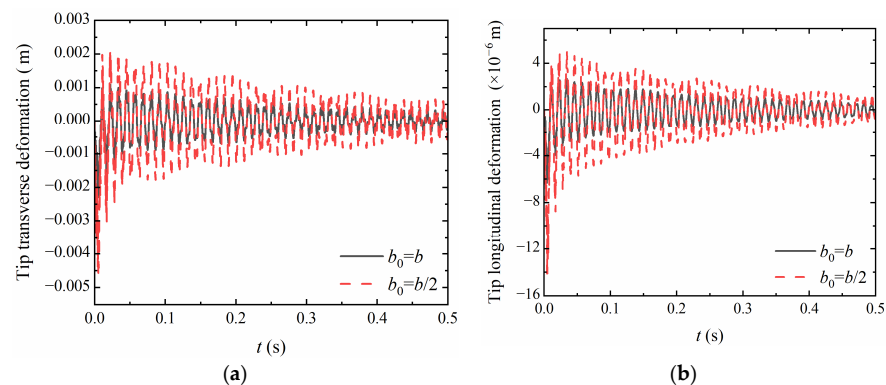 Tip transverse deformation ( m)
0.003
0.002
0.001
0.000
−0.001
−0.002
−0.003
−0.004
−0.005
b₀=b
b₀=b/2
0.0 0.1 0.2 0.3 0.4 0.5
t (s)
(a)
Tip longitudinal deformation (×10⁻⁶ m)
4
0
−4
−8
−12
−16
b₀=b
b₀=b/2
0.0 0.1 0.2 0.3 0.4 0.5
t (s)
(b)